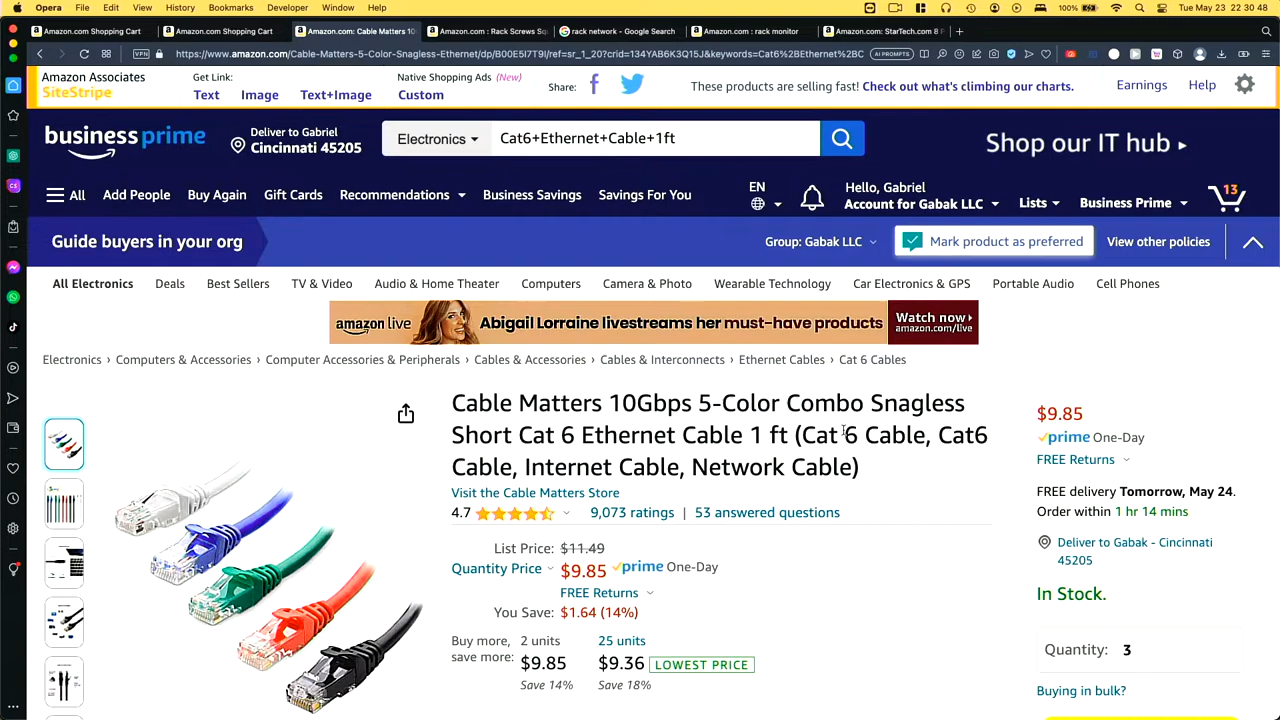 Opera File Edit View History Bookmarks Developer Window Help 100% Tue May 23 22 30 48
Amazon.com Shopping Cart Amazon.com Shopping Cart Amazon.com: Cable Matters 10 Amazon.com : Rack Screws Sq rack network - Google Search Amazon.com : rack monitor Amazon.com: StarTech.com 8 P
VPN https://www.amazon.com/Cable-Matters-5-Color-Snagless-Ethernet/dp/B00E5I7T9I/ref=sr_1_20?crid=134YAB6K3Q15J&keywords=Cat6%2BEthernet%2BC AI PROMPTS
Amazon Associates
SiteStripe
Get Link:
Text Image Text+Image
Native Shopping Ads (New)
Custom
Share:
These products are selling fast! Check out what's climbing our charts.
Earnings Help
business prime
Deliver to Gabriel
Cincinnati 45205
Electronics
Cat6+Ethernet+Cable+1ft
Shop our IT hub
All Add People Buy Again Gift Cards Recommendations Business Savings Savings For You
EN
Hello, Gabriel
Account for Gabak LLC
Lists
Business Prime
13
Guide buyers in your org
Group: Gabak LLC
Mark product as preferred
View other policies
All Electronics Deals Best Sellers TV & Video Audio & Home Theater Computers Camera & Photo Wearable Technology Car Electronics & GPS Portable Audio Cell Phones
amazon live
Abigail Lorraine livestreams her must-have products
Watch now
amazon.com/live
Electronics › Computers & Accessories › Computer Accessories & Peripherals › Cables & Accessories › Cables & Interconnects › Ethernet Cables › Cat 6 Cables
Cable Matters 10Gbps 5-Color Combo Snagless
Short Cat 6 Ethernet Cable 1 ft (Cat 6 Cable, Cat6
Cable, Internet Cable, Network Cable)
Visit the Cable Matters Store
4.7 9,073 ratings | 53 answered questions
List Price: $11.49
Quantity Price $9.85 prime One-Day
FREE Returns
You Save: $1.64 (14%)
Buy more,
save more:
2 units
$9.85
Save 14%
25 units
$9.36 LOWEST PRICE
Save 18%
$9.85
prime One-Day
FREE Returns
FREE delivery Tomorrow, May 24.
Order within 1 hr 14 mins
Deliver to Gabak - Cincinnati
45205
In Stock.
Quantity: 3
Buying in bulk?